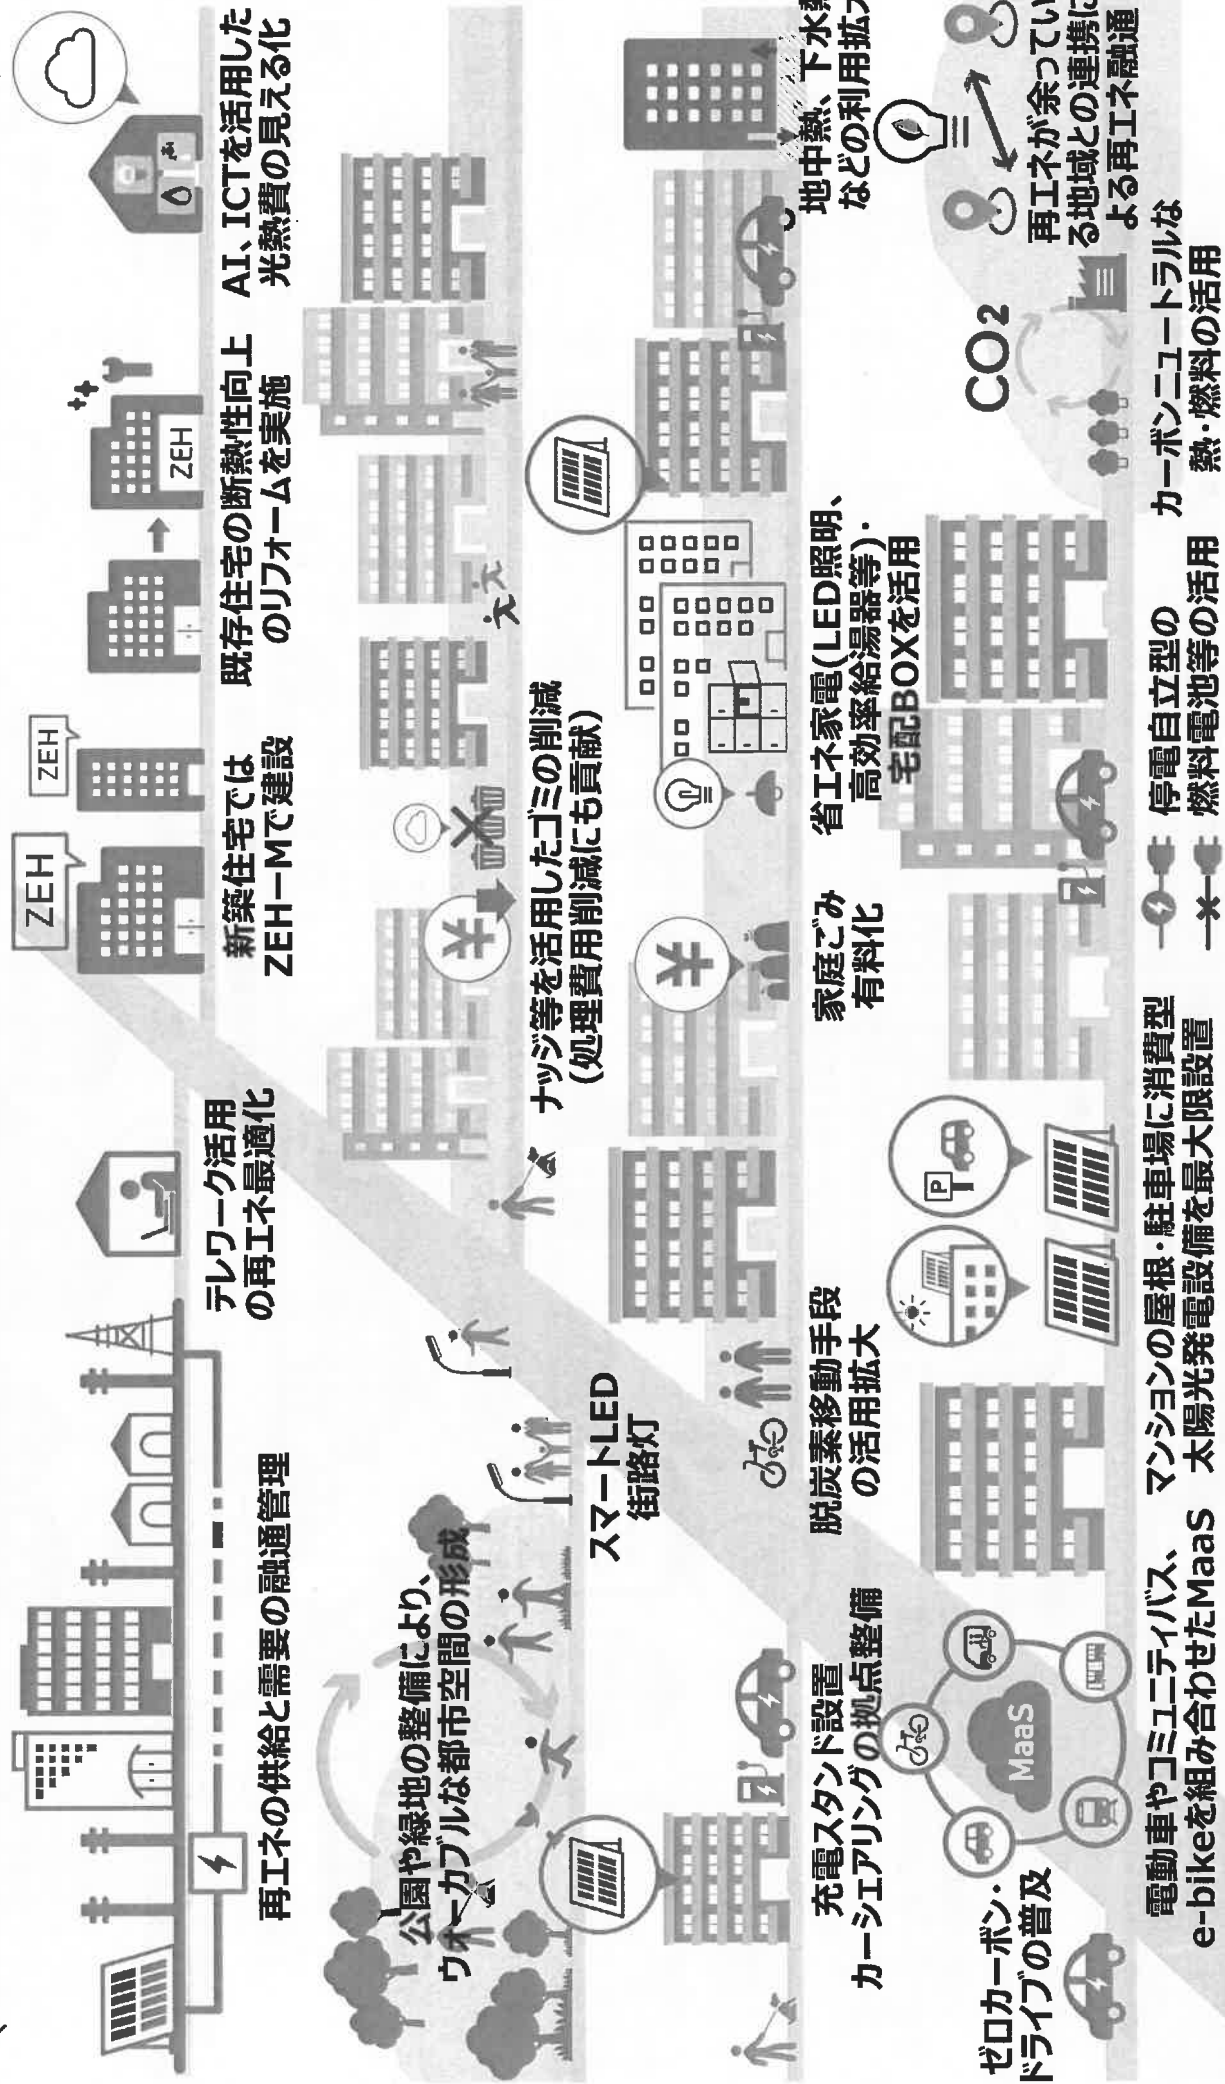 再エネの供給と需要の融通管理
テレワーク活用
の再エネ最適化
ZEH
ZEH
新築住宅では
ZEH-Mで建設
ZEH
既存住宅の断熱性向上
のリフォームを実施
AI、ICTを活用した
光熱費の見える化
公園や緑地の整備により、
ウォーカブルな都市空間の形成
スマートLED
街路灯
¥
ナッジ等を活用したゴミの削減
(処理費用削減にも貢献)
充電スタンド設置
カーシェアリングの拠点整備
脱炭素移動手段
の活用拡大
¥
家庭ごみ
有料化
省エネ家電(LED照明、
高効率給湯器等)・
宅配BOXを活用
地中熱、下水熱
などの利用拡大
ゼロカーボン・
ドライブの普及
MaaS
電動車やコミュニティバス、
e-bikeを組み合わせたMaaS
P
マンションの屋根・駐車場に消費型
太陽光発電設備を最大限設置
停電自立型の
燃料電池等の活用
CO2
カーボンニュートラルな
熱・燃料の活用
再エネが余ってい
る地域との連携に
よる再エネ融通